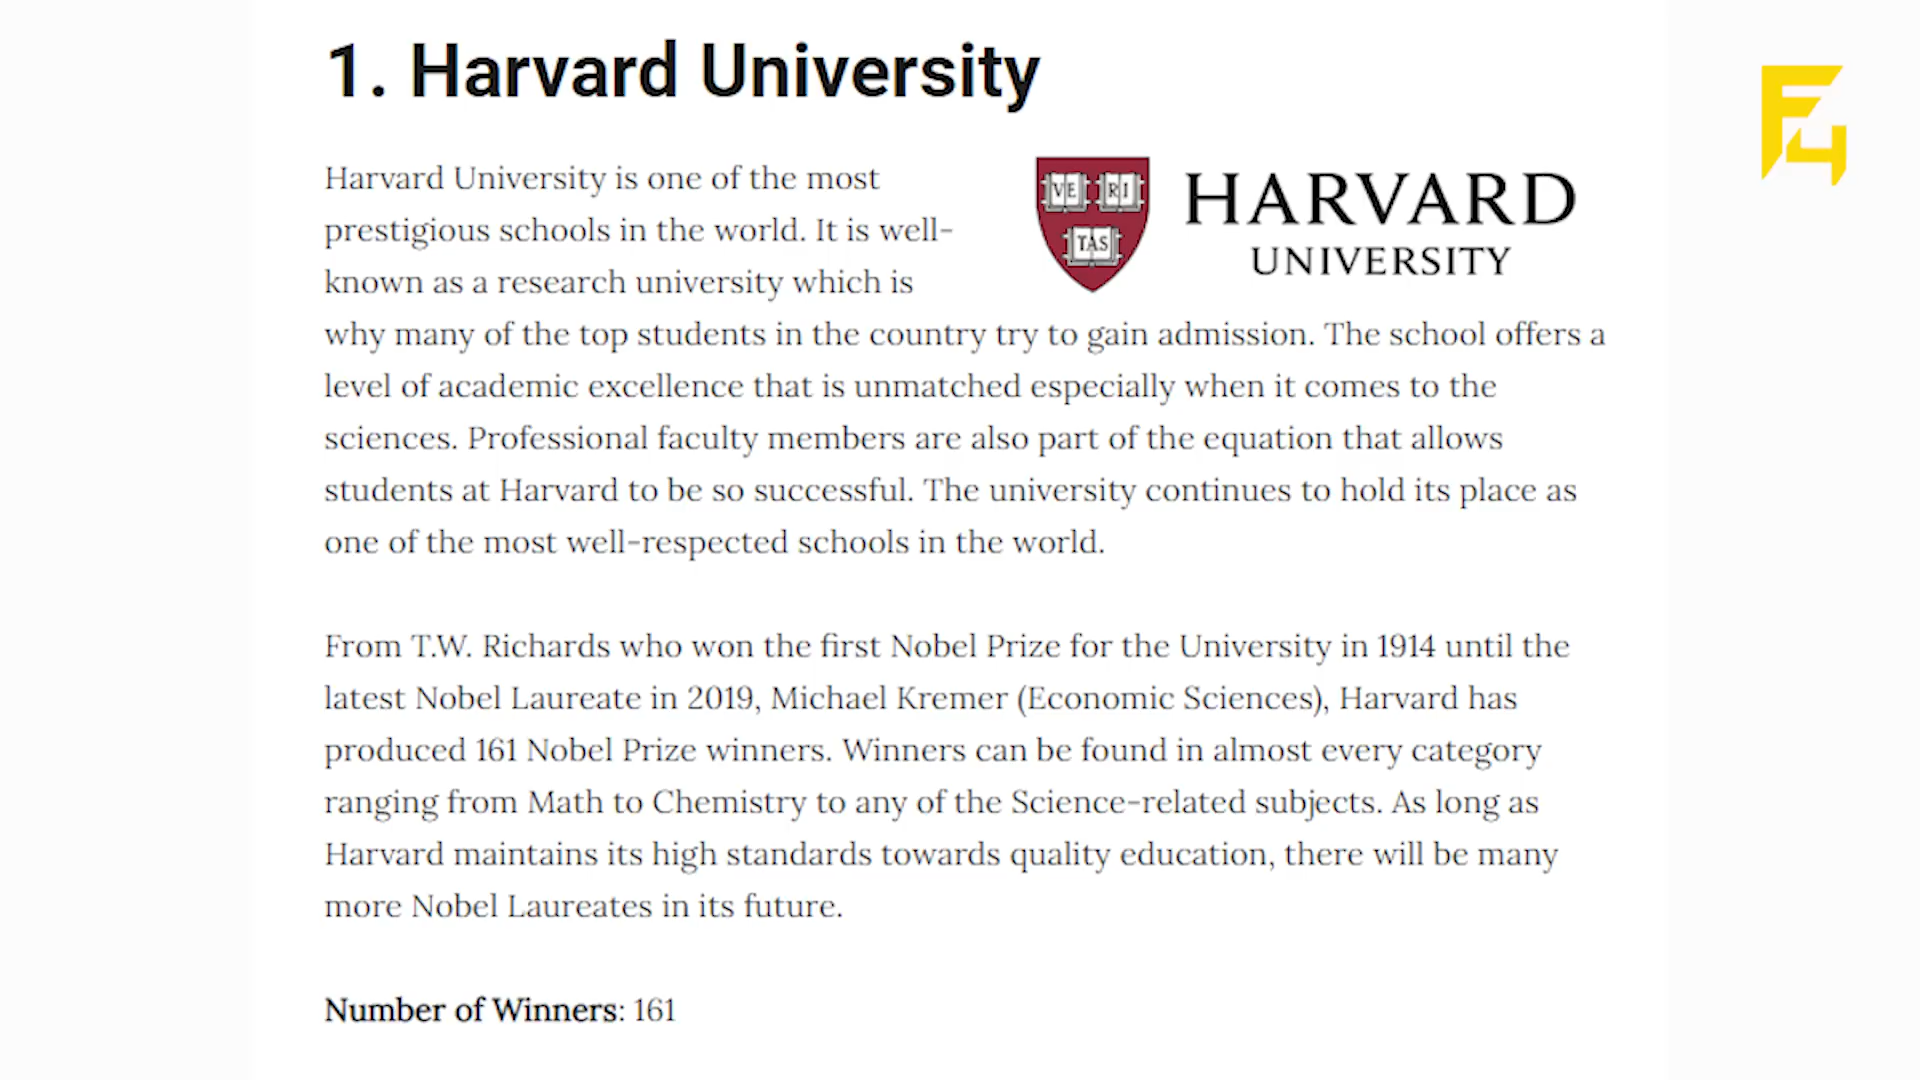 1. Harvard University
Harvard University is one of the most
prestigious schools in the world. It is well-
known as a research university which is
VE RI
TAS
HARVARD
UNIVERSITY
why many of the top students in the country try to gain admission. The school offers a
level of academic excellence that is unmatched especially when it comes to the
sciences. Professional faculty members are also part of the equation that allows
students at Harvard to be so successful. The university continues to hold its place as
one of the most well-respected schools in the world.
From T.W. Richards who won the first Nobel Prize for the University in 1914 until the
latest Nobel Laureate in 2019, Michael Kremer (Economic Sciences), Harvard has
produced 161 Nobel Prize winners. Winners can be found in almost every category
ranging from Math to Chemistry to any of the Science-related subjects. As long as
Harvard maintains its high standards towards quality education, there will be many
more Nobel Laureates in its future.
Number of Winners: 161
F4